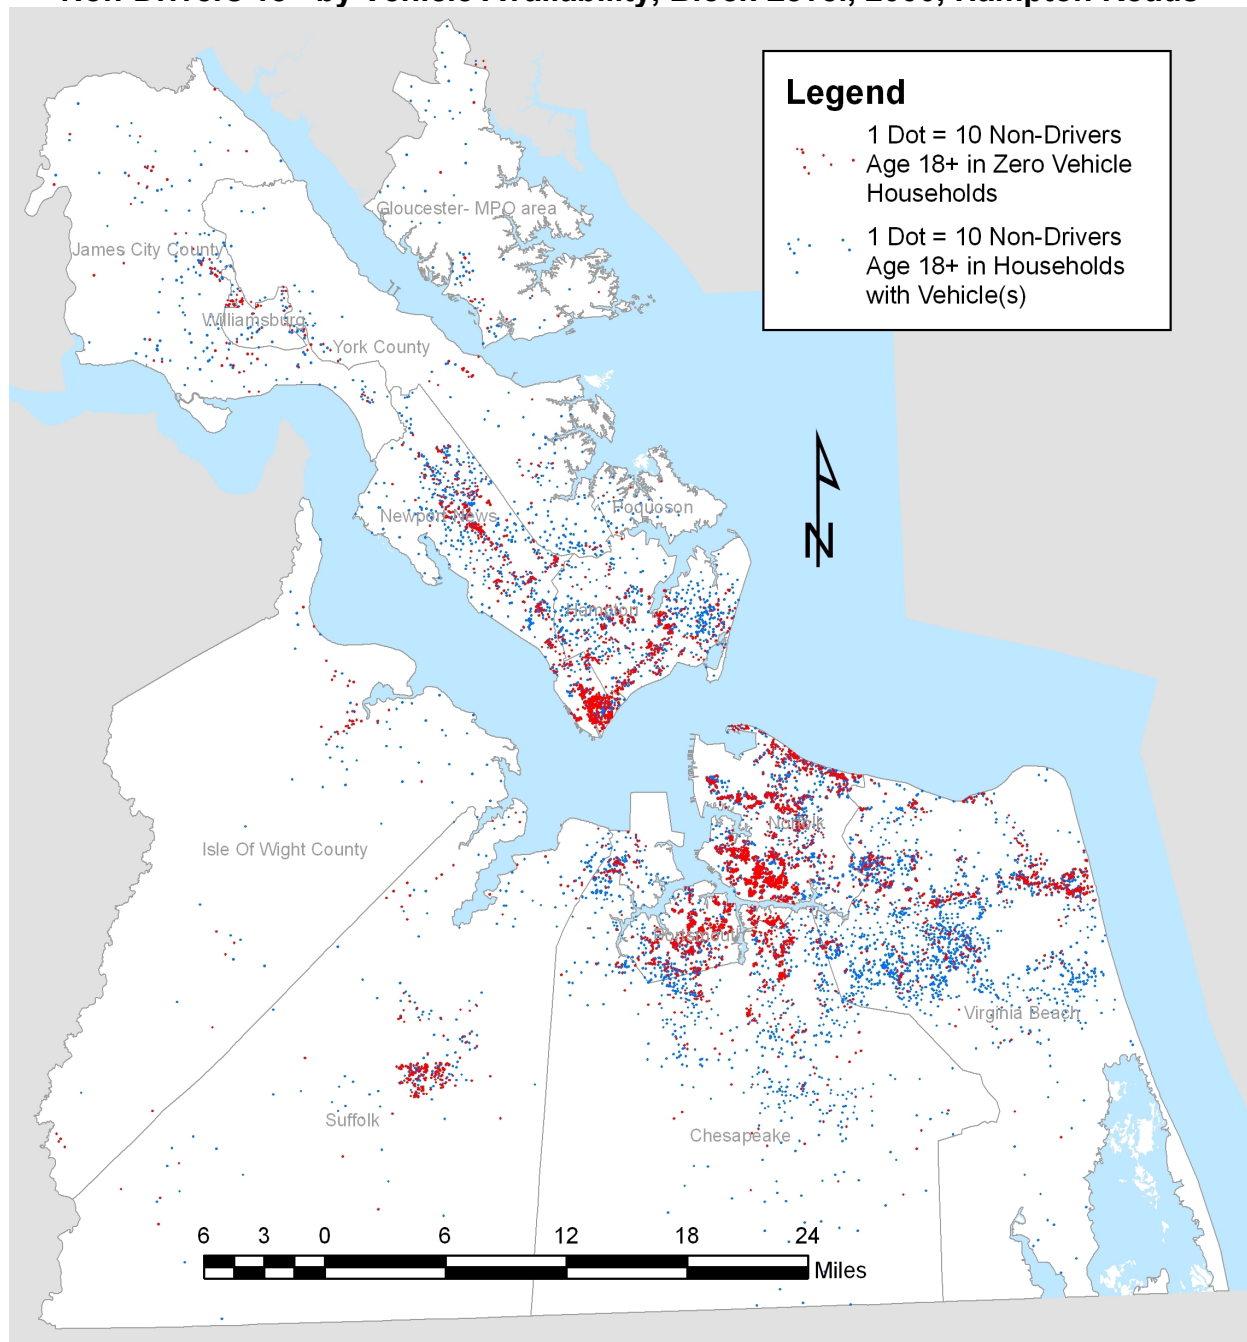 Legend
1 Dot = 10 Non-Drivers
Age 18+ in Zero Vehicle
Households
1 Dot = 10 Non-Drivers
Age 18+ in Households
with Vehicle(s)
Gloucester- MPO area
James City County
Williamsburg
York County
Newport News
Poquoson
Hampton
N
Norfolk
Isle Of Wight County
Portsmouth
Virginia Beach
Suffolk
Chesapeake
6 3 0 6 12 18 24
Miles